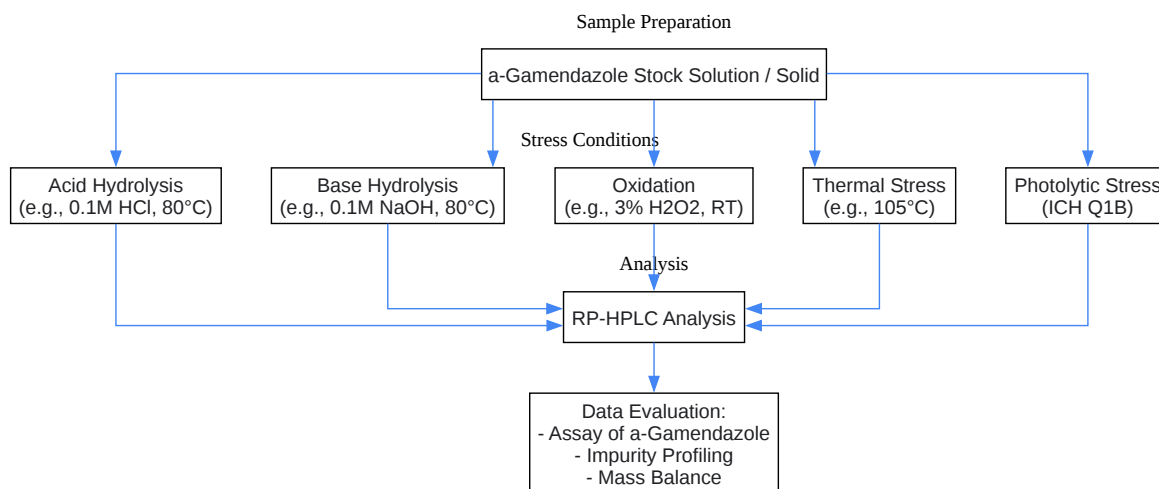 Sample Preparation
a-Gamendazole Stock Solution / Solid
Stress Conditions
Acid Hydrolysis
(e.g., 0.1M HCl, 80°C)
Base Hydrolysis
(e.g., 0.1M NaOH, 80°C)
Oxidation
(e.g., 3% H2O2, RT)
Thermal Stress
(e.g., 105°C)
Photolytic Stress
(ICH Q1B)
Analysis
RP-HPLC Analysis
Data Evaluation:
- Assay of a-Gamendazole
- Impurity Profiling
- Mass Balance